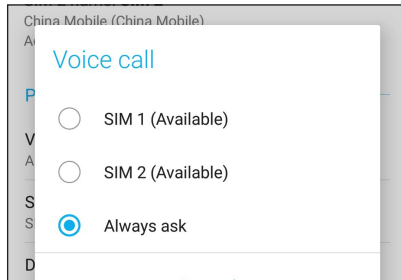 China Mobile (China Mobile)
Voice call
SIM 1 (Available)
SIM 2 (Available)
Always ask